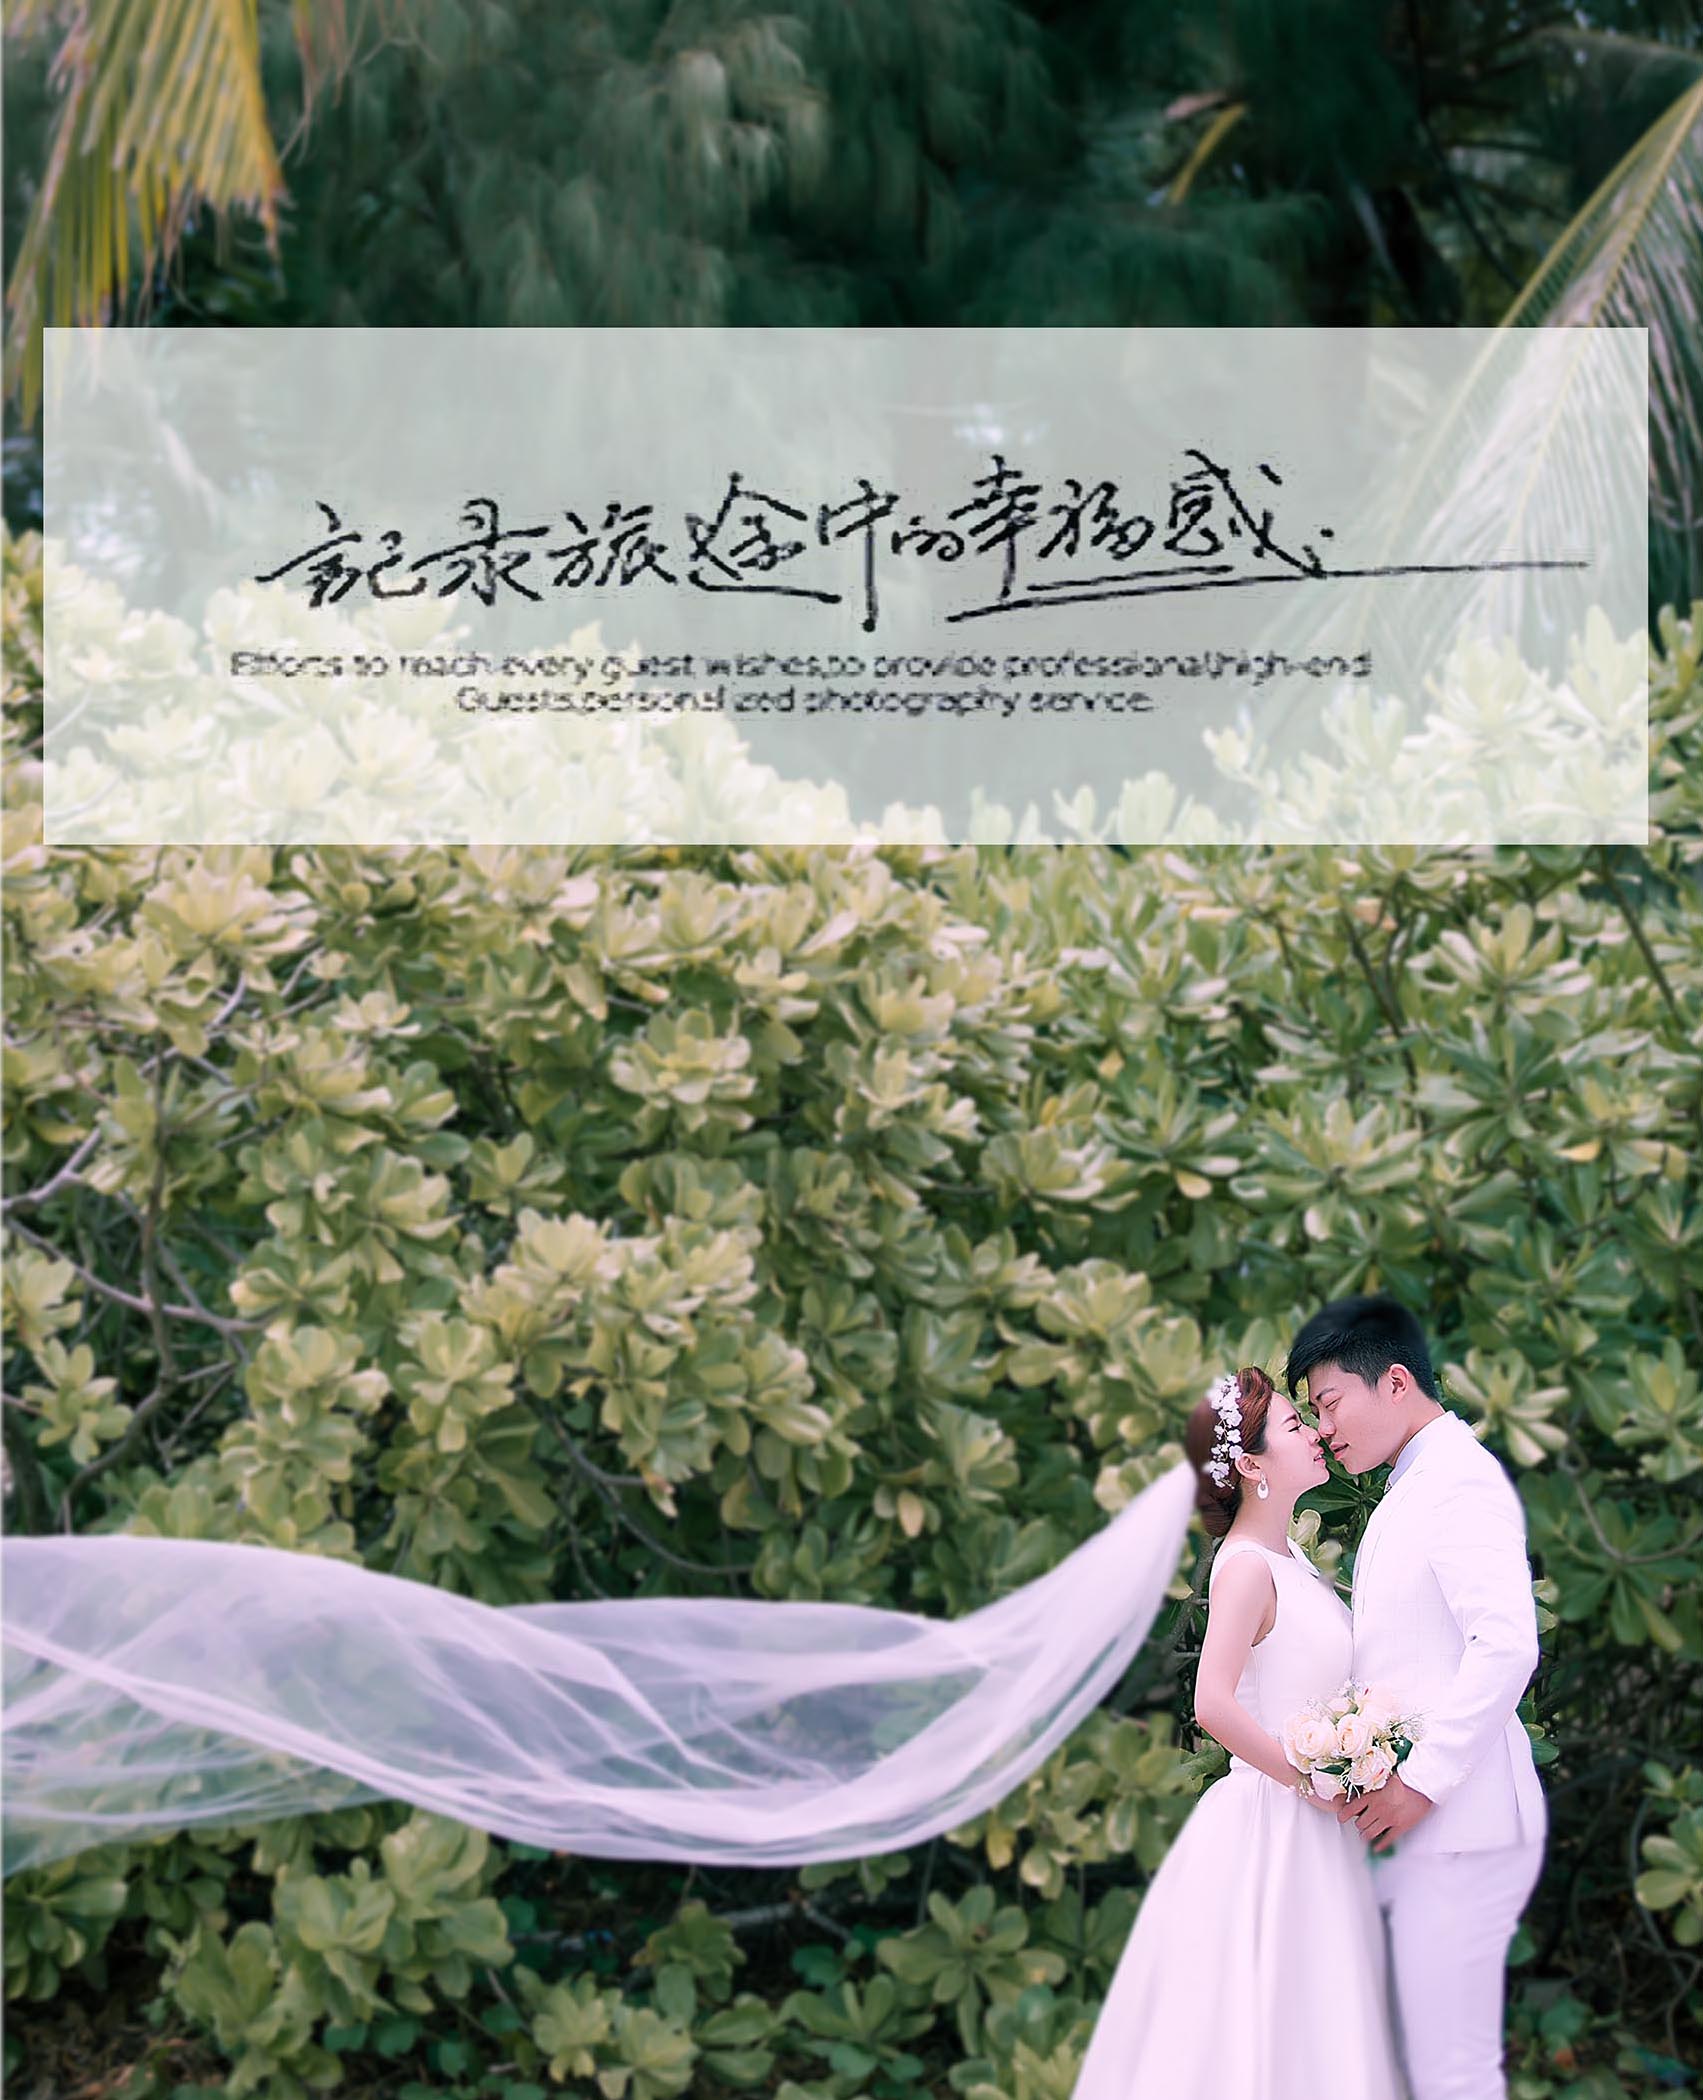 記录旅途中的幸福感.
Efforts to reach every guest wishes,to provide professional,high-end
Guests personalized photography service.